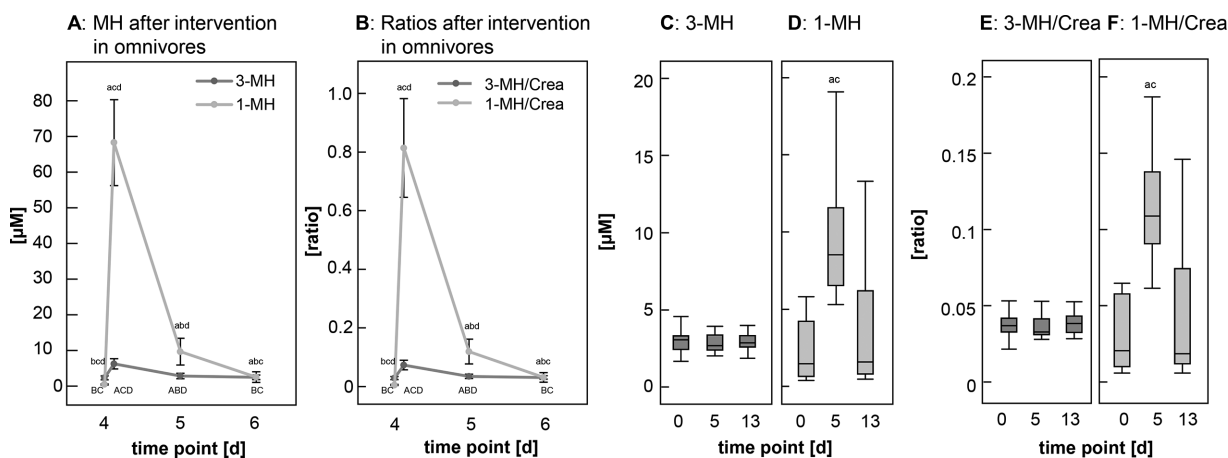 A: MH after intervention
in omnivores
B: Ratios after intervention
in omnivores
C: 3-MH
D: 1-MH
E: 3-MH/Crea
F: 1-MH/Crea
[µM]
80
70
60
50
40
30
20
10
0
3-MH
1-MH
acd
bcd
abd
abc
BC
ACD
ABD
BC
4
5
6
time point [d]
[ratio]
1.0
0.8
0.6
0.4
0.2
0
3-MH/Crea
1-MH/Crea
acd
bcd
abd
abc
BC
ACD
ABD
BC
4
5
6
time point [d]
[µM]
20
15
10
5
0
0 5 13
ac
0 5 13
time point [d]
[ratio]
0.2
0.15
0.1
0.05
0
0 5 13
ac
0 5 13
time point [d]